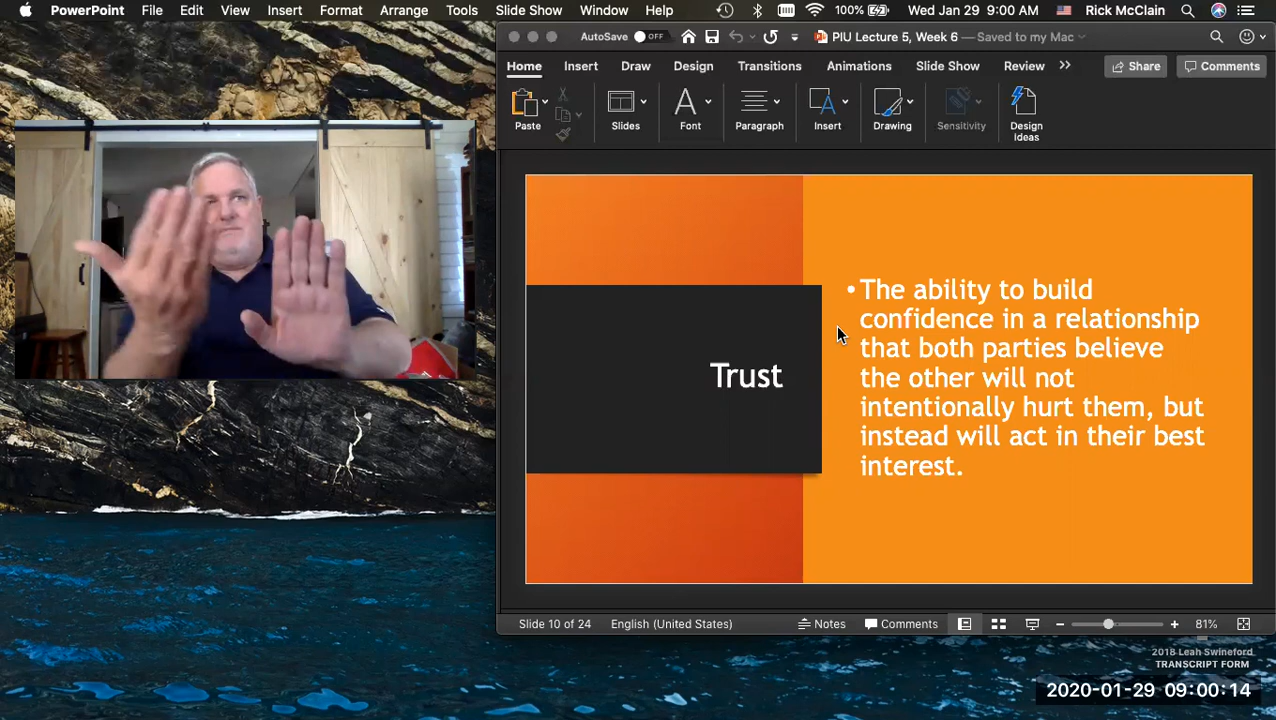 PowerPoint File Edit View Insert Format Arrange Tools Slide Show Window Help 100% Wed Jan 29 9:00 AM Rick McClain
AutoSave OFF PIU Lecture 5, Week 6 — Saved to my Mac
Home Insert Draw Design Transitions Animations Slide Show Review Share Comments
Paste Slides Font Paragraph Insert Drawing Sensitivity Design Ideas
Trust
•The ability to build
confidence in a relationship
that both parties believe
the other will not
intentionally hurt them, but
instead will act in their best
interest.
Slide 10 of 24 English (United States) Notes Comments 81%
2018 Leah Swineford
TRANSCRIPT FORM
2020-01-29 09:00:14